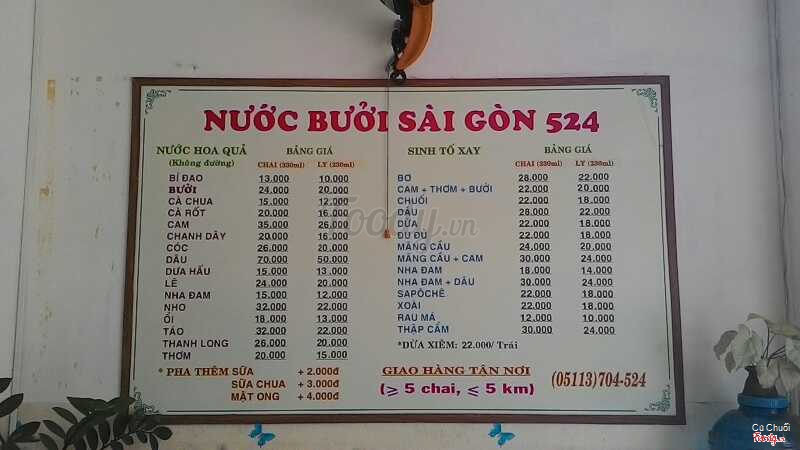 NƯỚC BƯỞI SÀI GÒN 524
NƯỚC HOA QUẢ BẢNG GIÁ
(Không đường) CHAI (330ml) LY (330ml)
BÍ ĐAO 13.000 10.000
BƯỞI 24.000 20.000
CÀ CHUA 15.000 12.000
CÀ RỐT 20.000 16.000
CAM 35.000 26.000
CHANH DÂY 20.000 16.000
CÓC 26.000 20.000
DÂU 70.000 50.000
DƯA HẤU 15.000 13.000
LÊ 24.000 20.000
NHA ĐAM 15.000 12.000
NHO 32.000 22.000
ỔI 18.000 13.000
TÁO 32.000 22.000
THANH LONG 26.000 20.000
THƠM 20.000 15.000
* PHA THÊM SỮA + 2.000đ
SỮA CHUA + 3.000đ
MẬT ONG + 4.000đ
SINH TỐ XAY BẢNG GIÁ
CHAI (330ml) LY (330ml)
BƠ 28.000 22.000
CAM + THƠM + BƯỞI 22.000 20.000
CHUỐI 22.000 18.000
DÂU 28.000 22.000
DỪA 22.000 18.000
ĐU ĐỦ 22.000 18.000
MÃNG CẦU 24.000 20.000
MÃNG CẦU + CAM 30.000 24.000
NHA ĐAM 18.000 14.000
NHA ĐAM + DÂU 30.000 24.000
SAPÔCHÊ 22.000 18.000
XOÀI 22.000 18.000
RAU MÁ 12.000 10.000
THẬP CẨM 30.000 24.000
*DỪA XIÊM: 22.000/ Trái
GIAO HÀNG TẬN NƠI
(≥ 5 chai, ≤ 5 km)
(05113)704-524
Foody.vn
Cu Chuối
Foody.vn